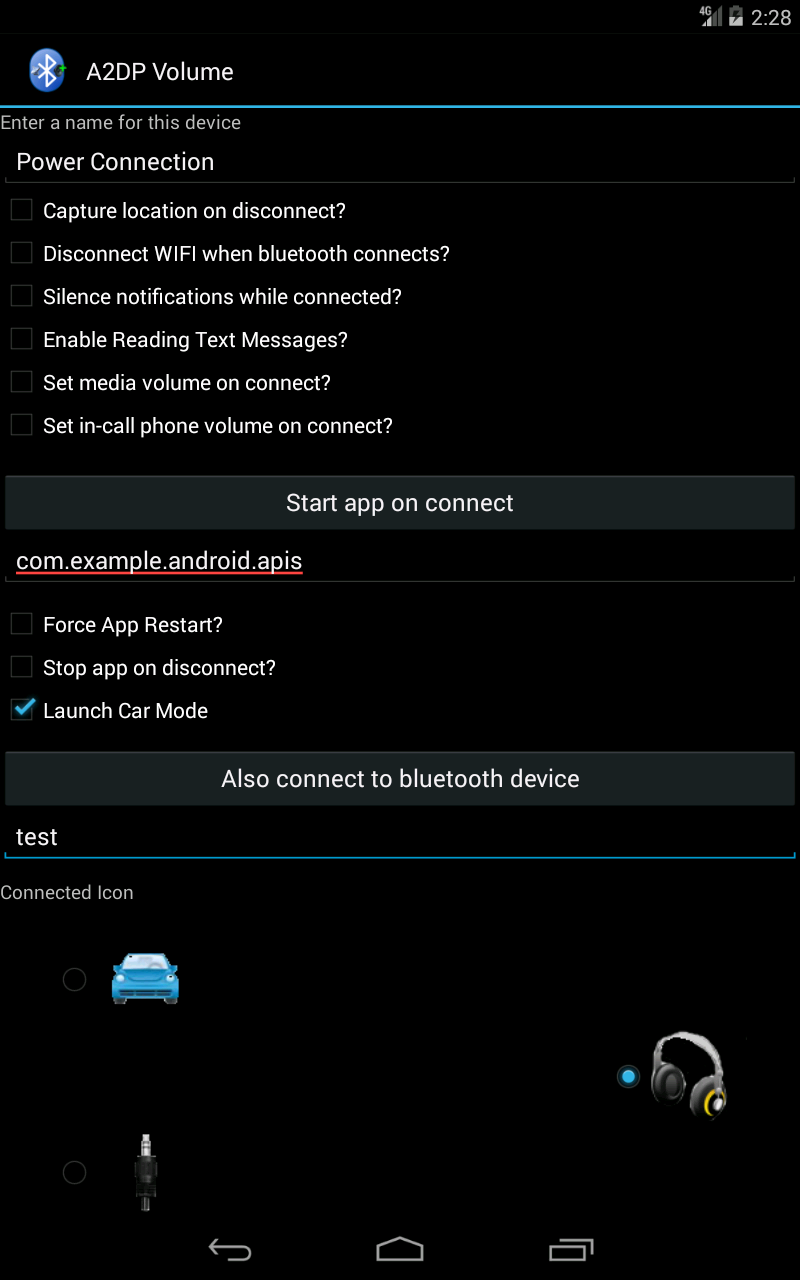 4G 2:28
A2DP Volume
Enter a name for this device
Power Connection
Capture location on disconnect?
Disconnect WIFI when bluetooth connects?
Silence notifications while connected?
Enable Reading Text Messages?
Set media volume on connect?
Set in-call phone volume on connect?
Start app on connect
com.example.android.apis
Force App Restart?
Stop app on disconnect?
Launch Car Mode
Also connect to bluetooth device
test
Connected Icon